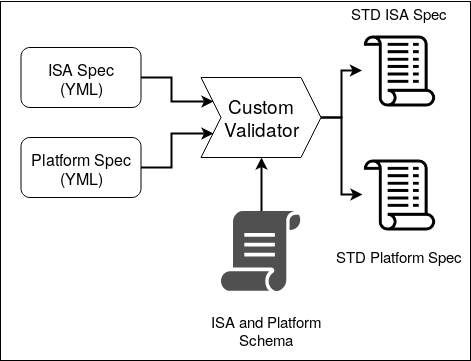 STD ISA Spec
ISA Spec
(YML)
Custom
Validator
Platform Spec
(YML)
STD Platform Spec
ISA and Platform
Schema